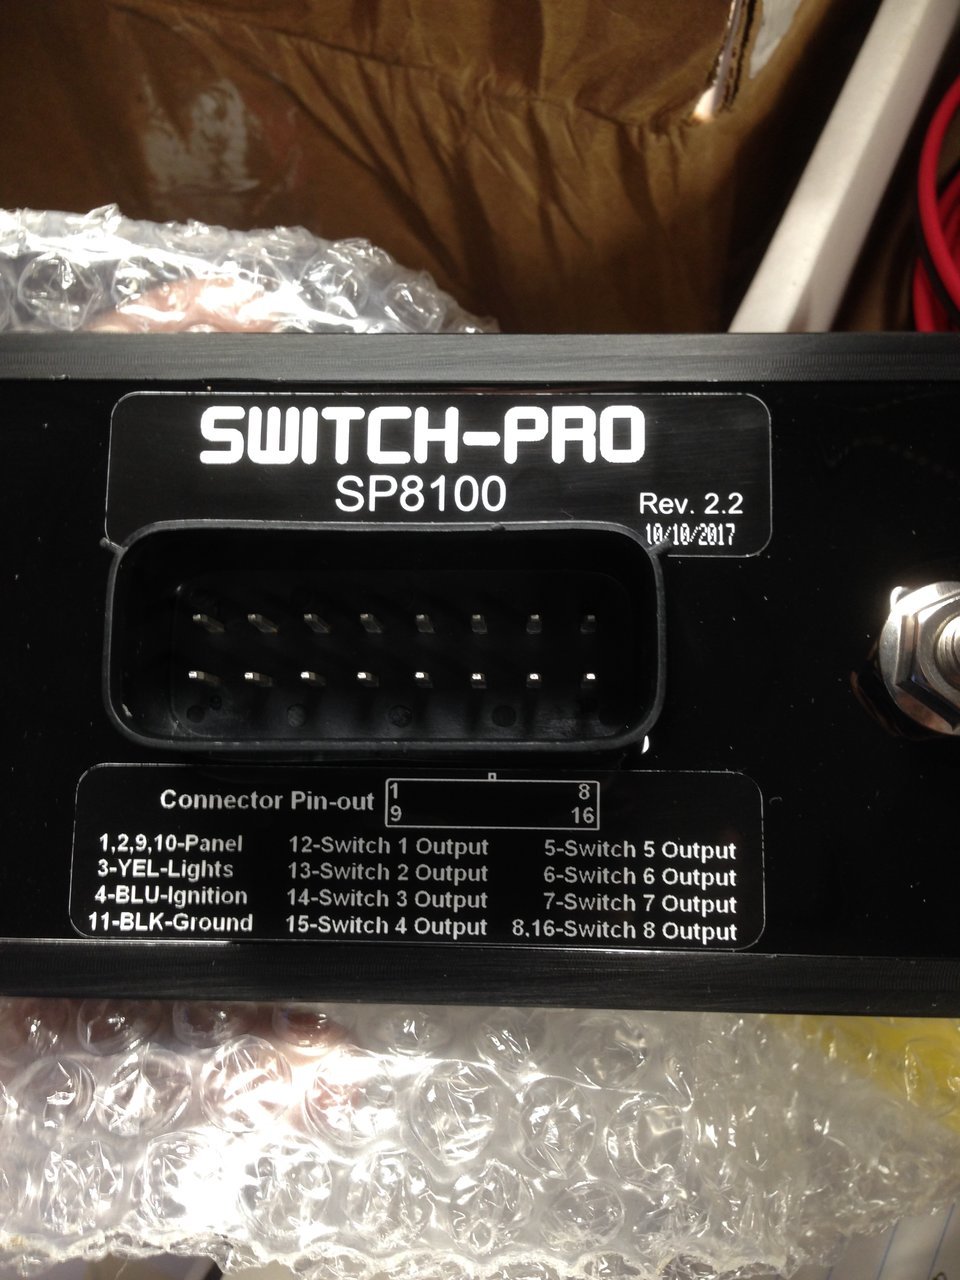 SWITCH-PRO
SP8100
Rev. 2.2
10/10/2017
Connector Pin-out
1 8
9 16
1,2,9,10-Panel
3-YEL-Lights
4-BLU-Ignition
11-BLK-Ground
12-Switch 1 Output
13-Switch 2 Output
14-Switch 3 Output
15-Switch 4 Output
5-Switch 5 Output
6-Switch 6 Output
7-Switch 7 Output
8,16-Switch 8 Output